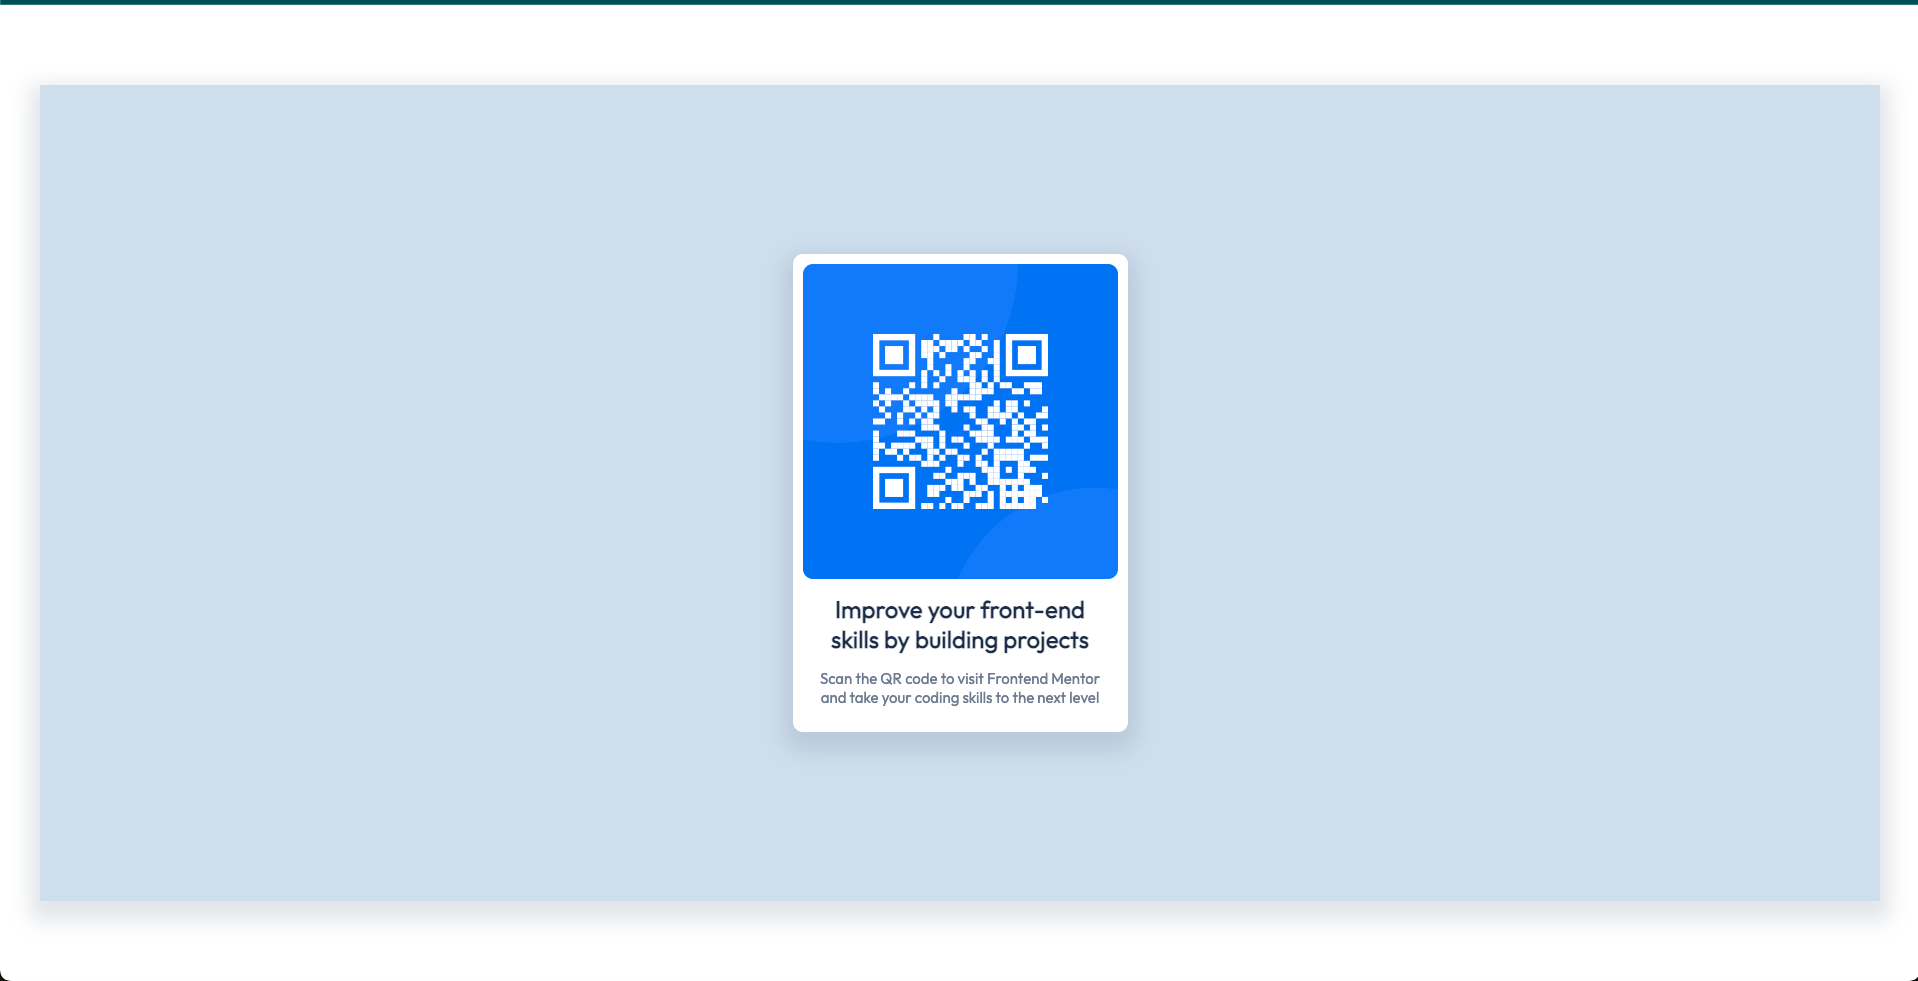 Improve your front-end
skills by building projects
Scan the QR code to visit Frontend Mentor
and take your coding skills to the next level